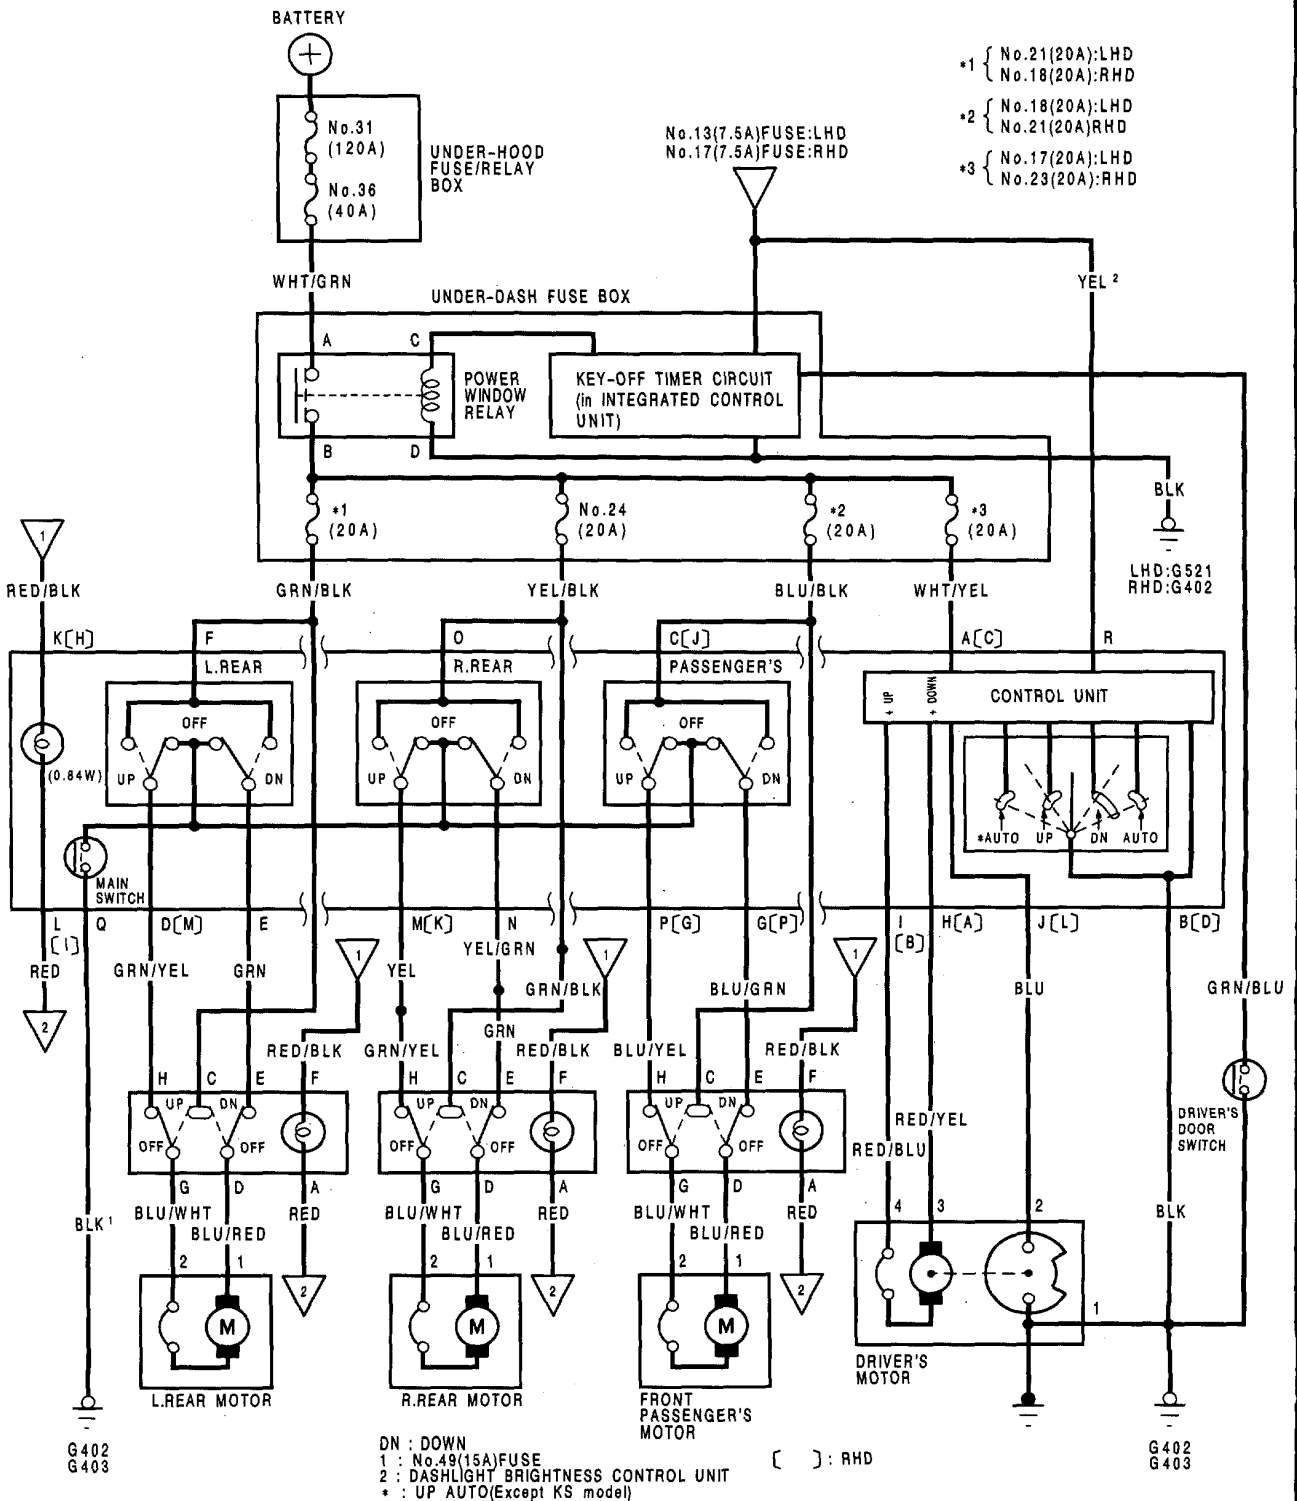 BATTERY
No.31
(120A)
No.36
(40A)
UNDER-HOOD
FUSE/RELAY
BOX
No.13(7.5A)FUSE:LHD
No.17(7.5A)FUSE:RHD
*1 { No.21(20A):LHD
No.18(20A):RHD
*2 { No.18(20A):LHD
No.21(20A)RHD
*3 { No.17(20A):LHD
No.23(20A):RHD
WHT/GRN
YEL 2
UNDER-DASH FUSE BOX
A C
POWER
WINDOW
RELAY
KEY-OFF TIMER CIRCUIT
(in INTEGRATED CONTROL
UNIT)
B D
*1
(20A)
No.24
(20A)
*2
(20A)
*3
(20A)
BLK
LHD:G521
RHD:G402
1
RED/BLK GRN/BLK YEL/BLK BLU/BLK WHT/YEL
K[H] F O C[J] A[C] R
L.REAR R.REAR PASSENGER'S
+ UP + DOWN CONTROL UNIT
OFF OFF OFF
(0.84W) UP DN UP DN UP DN
*AUTO UP DN AUTO
MAIN
SWITCH
L Q D[M] E M[K] N P[G] G[P] I H[A] J[L] B[D]
[I] [B]
RED GRN/YEL GRN 1 YEL YEL/GRN 1 1
GRN/BLK BLU/GRN BLU GRN/BLU
2
GRN
RED/BLK GRN/YEL RED/BLK BLU/YEL RED/BLK
H C E F H C E F H C E F
UP DN UP DN UP DN
OFF OFF OFF OFF OFF OFF
RED/YEL
RED/BLU
DRIVER'S
DOOR
SWITCH
G D A G D A G D A
BLU/WHT RED BLU/WHT RED BLU/WHT RED
BLK 1 BLU/RED BLU/RED BLU/RED
4 3 2 BLK
2 1 2 1 2 1
2 2 2
M M M
1
L.REAR MOTOR
R.REAR MOTOR
FRONT
PASSENGER'S
MOTOR
DRIVER'S
MOTOR
G402
G403
G402
G403
DN : DOWN
1 : No.49(15A)FUSE
2 : DASHLIGHT BRIGHTNESS CONTROL UNIT
* : UP AUTO(Except KS model)
[ ]: RHD